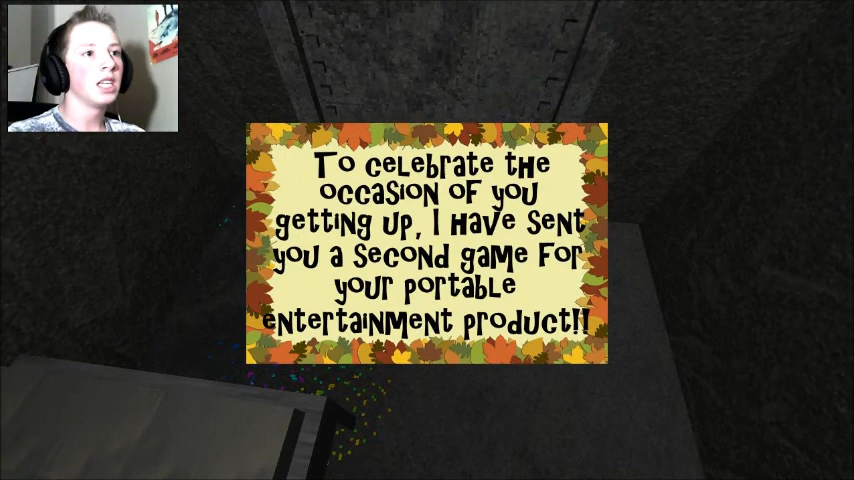 To celebrate the
occasion of you
getting up, I have sent
you a second game for
your portable
entertainment product!!